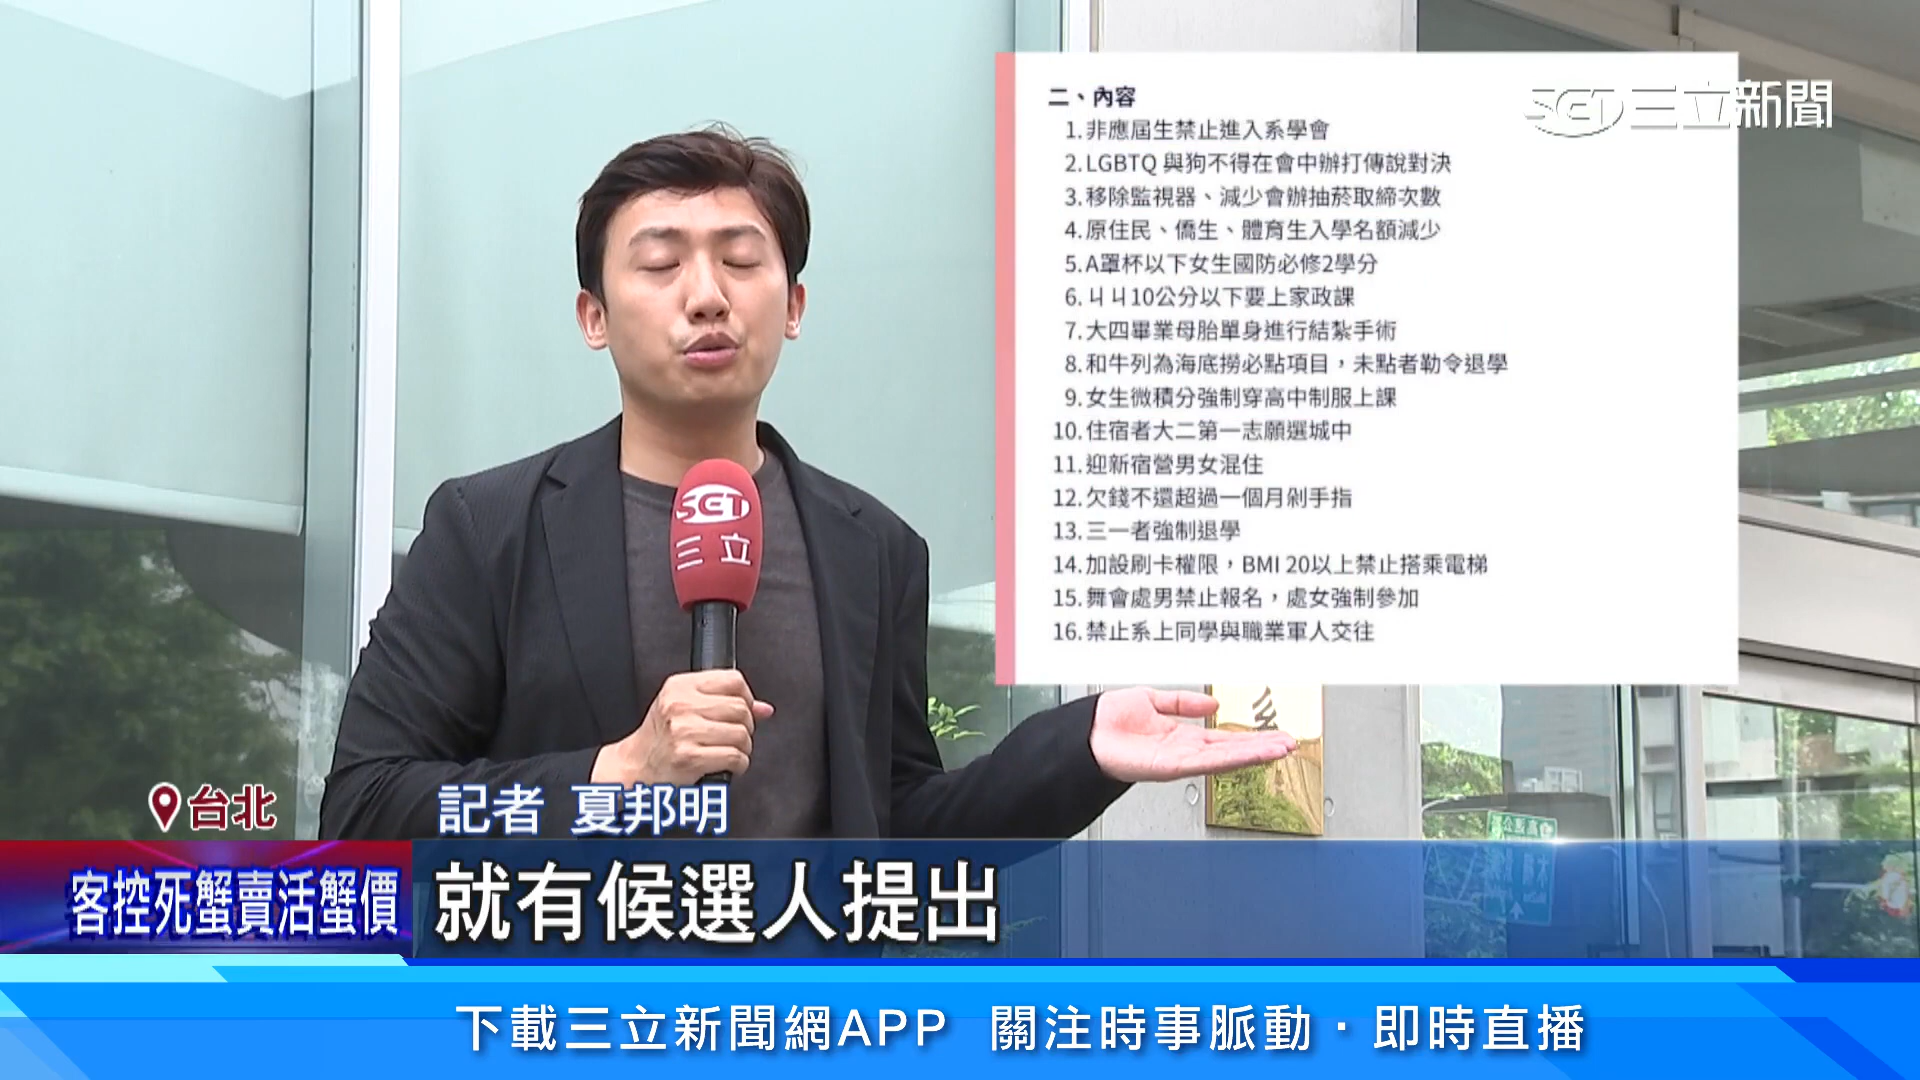 二、內容
1. 非應屆生禁止進入系學會
2. LGBTQ 與狗不得在會中辦打傳說對決
3. 移除監視器、減少會辦抽菸取締次數
4. 原住民、僑生、體育生入學名額減少
5. A罩杯以下女生國防必修2學分
6. ㄐㄐ10公分以下要上家政課
7. 大四畢業母胎單身進行結紮手術
8. 和牛列為海底撈必點項目，未點者勒令退學
9. 女生微積分強制穿高中制服上課
10. 住宿者大二第一志願選城中
11. 迎新宿營男女混住
12. 欠錢不還超過一個月剁手指
13. 三一者強制退學
14. 加設刷卡權限，BMI 20以上禁止搭乘電梯
15. 舞會處男禁止報名，處女強制參加
16. 禁止系上同學與職業軍人交往
SET 三立新聞
SET
三立
台北
記者 夏邦明
客控死蟹賣活蟹價
就有候選人提出
下載三立新聞網APP 關注時事脈動·即時直播